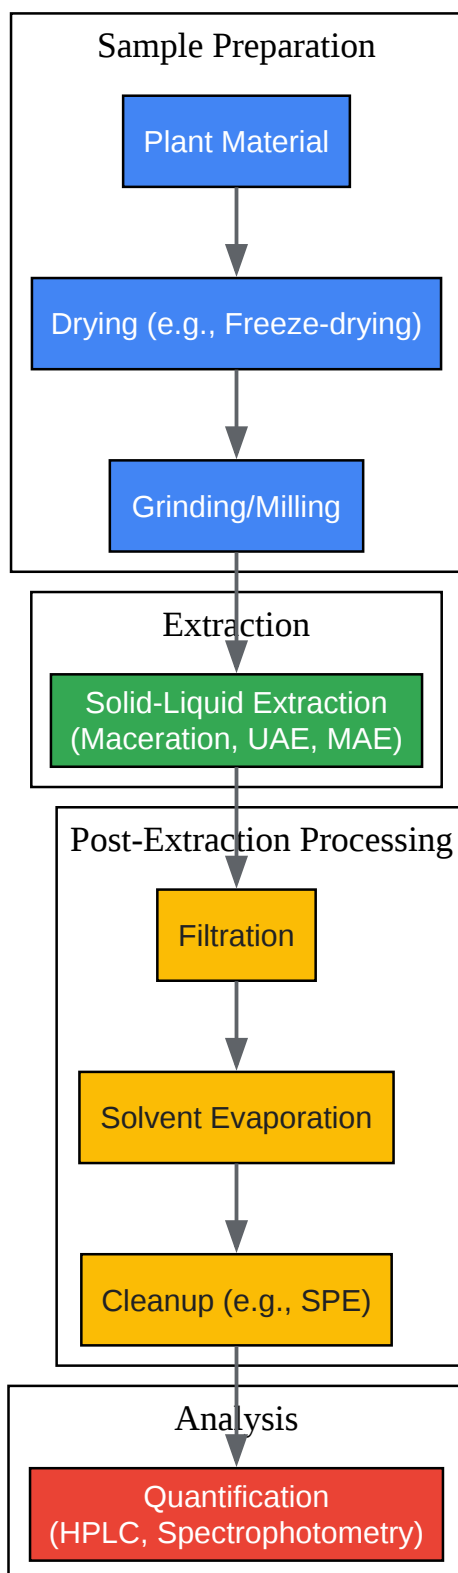 Sample Preparation
Plant Material
Drying (e.g., Freeze-drying)
Grinding/Milling
Extraction
Solid-Liquid Extraction
(Maceration, UAE, MAE)
Post-Extraction Processing
Filtration
Solvent Evaporation
Cleanup (e.g., SPE)
Analysis
Quantification
(HPLC, Spectrophotometry)